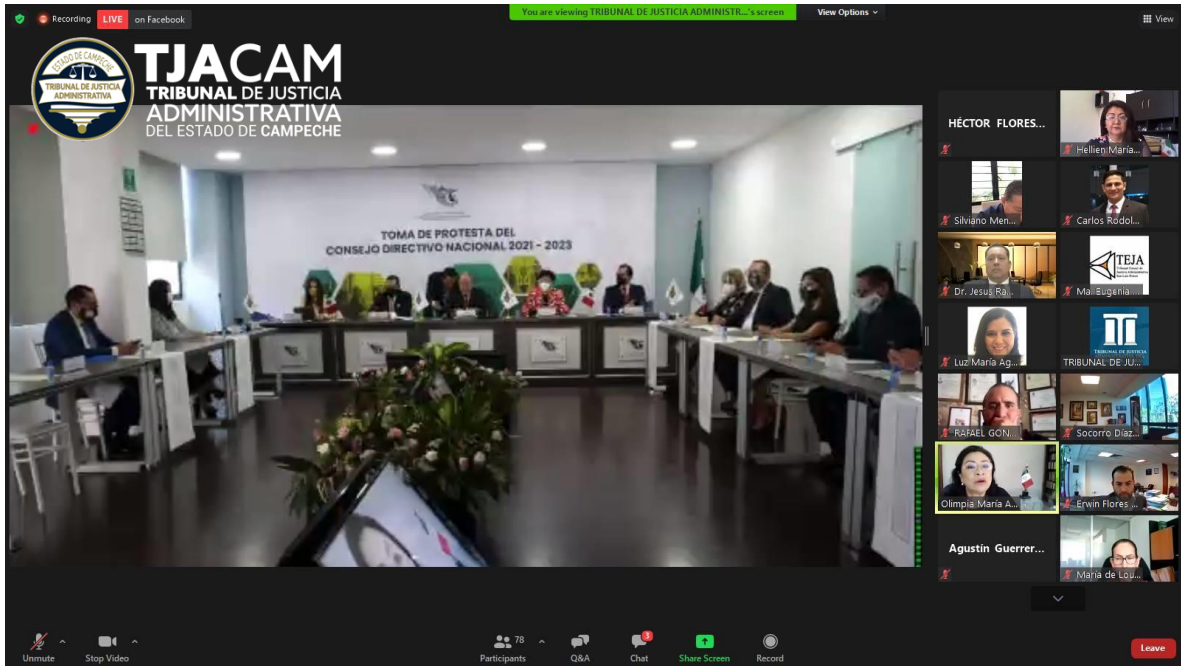 Recording LIVE on Facebook
You are viewing TRIBUNAL DE JUSTICIA ADMINISTR...'s screen
View Options
View
ESTADO DE CAMPECHE
TRIBUNAL DE JUSTICIA
ADMINISTRATIVA
TJACAM
TRIBUNAL DE JUSTICIA
ADMINISTRATIVA
DEL ESTADO DE CAMPECHE
TOMA DE PROTESTA DEL
CONSEJO DIRECTIVO NACIONAL 2021 - 2023
HÉCTOR FLORES...
Hellien María...
Silviano Men...
Carlos Rodol...
Dr. Jesus Ra...
TEJA
Ma. Eugenia...
Luz María Ag...
TRIBUNAL DE JUSTICIA
TRIBUNAL DE JU...
RAFAEL GON...
Socorro Díaz...
Olimpia María A...
Erwin Flores ...
Agustín Guerrer...
María de Lou...
Unmute
Stop Video
78
Participants
Q&A
3
Chat
Share Screen
Record
Leave